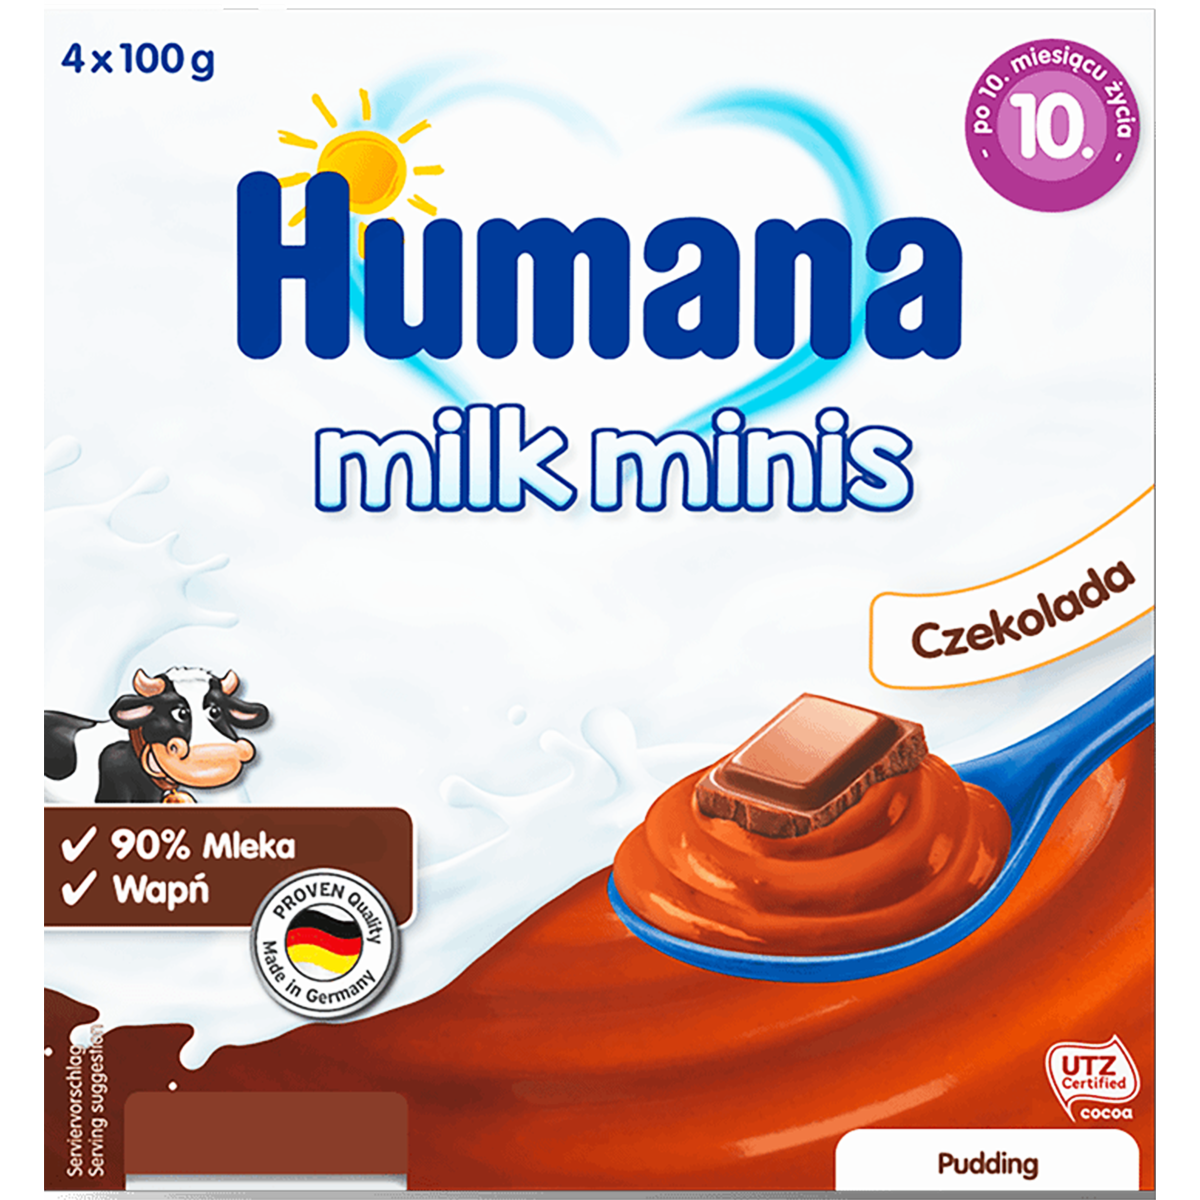 4 x 100 g
- po 10. miesiącu życia -
10.
Humana
milk minis
Czekolada
✓ 90% Mleka
✓ Wapń
PROVEN Quality
Made in Germany
Serviervorschlag
Serving suggestion
UTZ
Certified
cocoa
Pudding